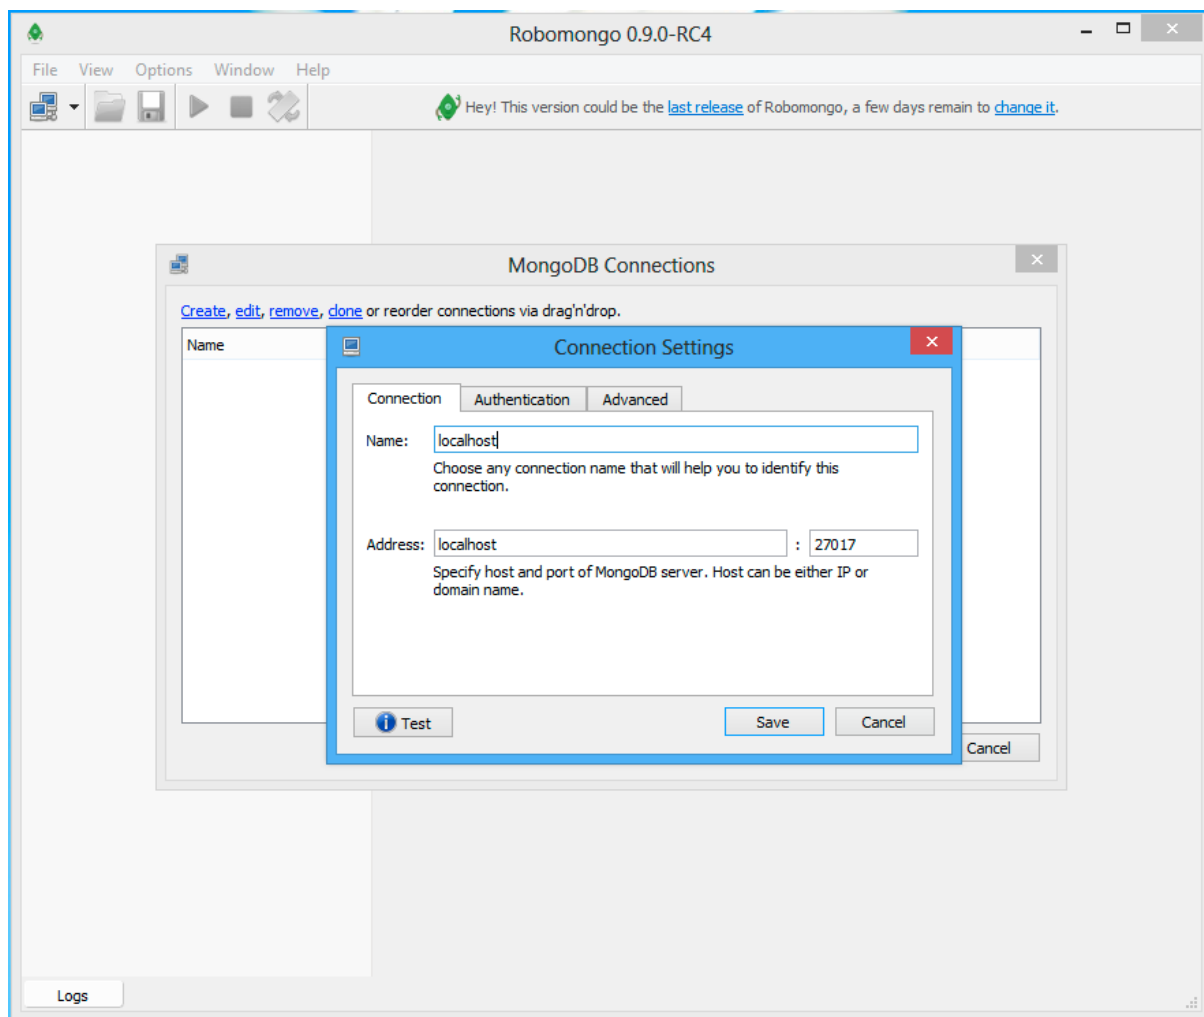 Robomongo 0.9.0-RC4
File View Options Window Help
Hey! This version could be the last release of Robomongo, a few days remain to change it.
MongoDB Connections
Create, edit, remove, clone or reorder connections via drag'n'drop.
Name
Connection Settings
Connection Authentication Advanced
Name: localhost
Choose any connection name that will help you to identify this
connection.
Address: localhost : 27017
Specify host and port of MongoDB server. Host can be either IP or
domain name.
Test Save Cancel
Cancel
Logs